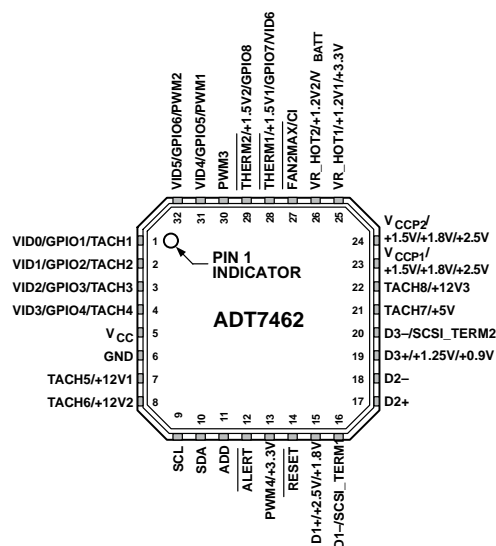 VID5/GPIO6/PWM2
VID4/GPIO5/PWM1
PWM3
THERM2/+1.5V2/GPIO8
THERM1/+1.5V1/GPIO7/VID6
FAN2MAX/CI
VR_HOT2/+1.2V2/VBATT
VR_HOT1/+1.2V1/+3.3V
32 31 30 29 28 27 26 25
VID0/GPIO1/TACH1 1
VID1/GPIO2/TACH2 2
VID2/GPIO3/TACH3 3
VID3/GPIO4/TACH4 4
VCC 5
GND 6
TACH5/+12V1 7
TACH6/+12V2 8
PIN 1
INDICATOR
ADT7462
24 VCCP2/
+1.5V/+1.8V/+2.5V
23 VCCP1/
+1.5V/+1.8V/+2.5V
22 TACH8/+12V3
21 TACH7/+5V
20 D3–/SCSI_TERM2
19 D3+/+1.25V/+0.9V
18 D2–
17 D2+
9 10 11 12 13 14 15 16
SCL
SDA
ADD
ALERT
PWM4/+3.3V
RESET
D1+/+2.5V/+1.8V
D1–/SCSI_TERM1